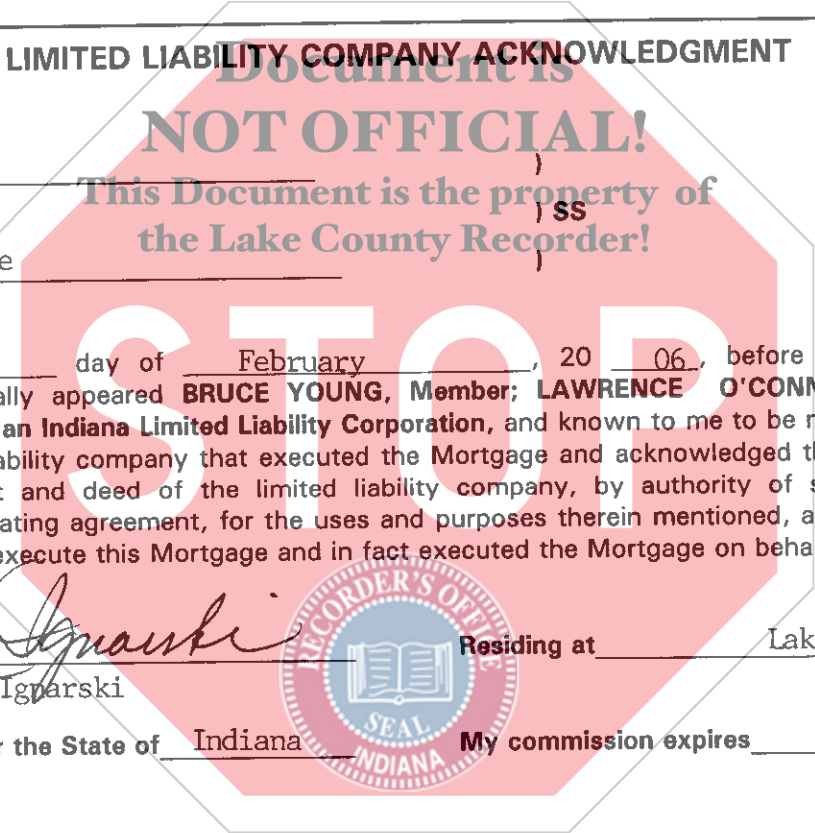 LIMITED LIABILITY COMPANY ACKNOWLEDGMENT
Document is
NOT OFFICIAL!
)
This Document is the property of
) SS
the Lake County Recorder!
e
)
STOP
day of February, 20 06, before
ally appeared BRUCE YOUNG, Member; LAWRENCE O'CONN
an Indiana Limited Liability Corporation, and known to me to be
ability company that executed the Mortgage and acknowledged th
t and deed of the limited liability company, by authority of s
ating agreement, for the uses and purposes therein mentioned, a
execute this Mortgage and in fact executed the Mortgage on beha
Ignarski
RECORDER'S OFFICE
SEAL
INDIANA
Residing at Lak
Ignarski
r the State of Indiana My commission expires